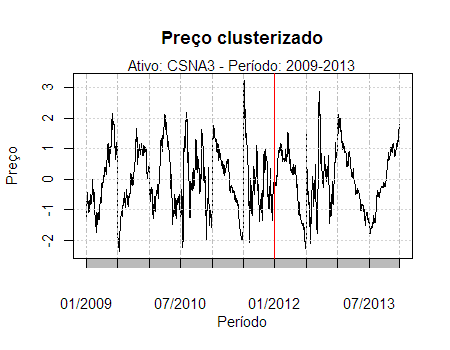 Preço clusterizado
Ativo: CSNA3 - Período: 2009-2013
Preço
3
2
1
0
-1
-2
01/2009 07/2010 01/2012 07/2013
Período